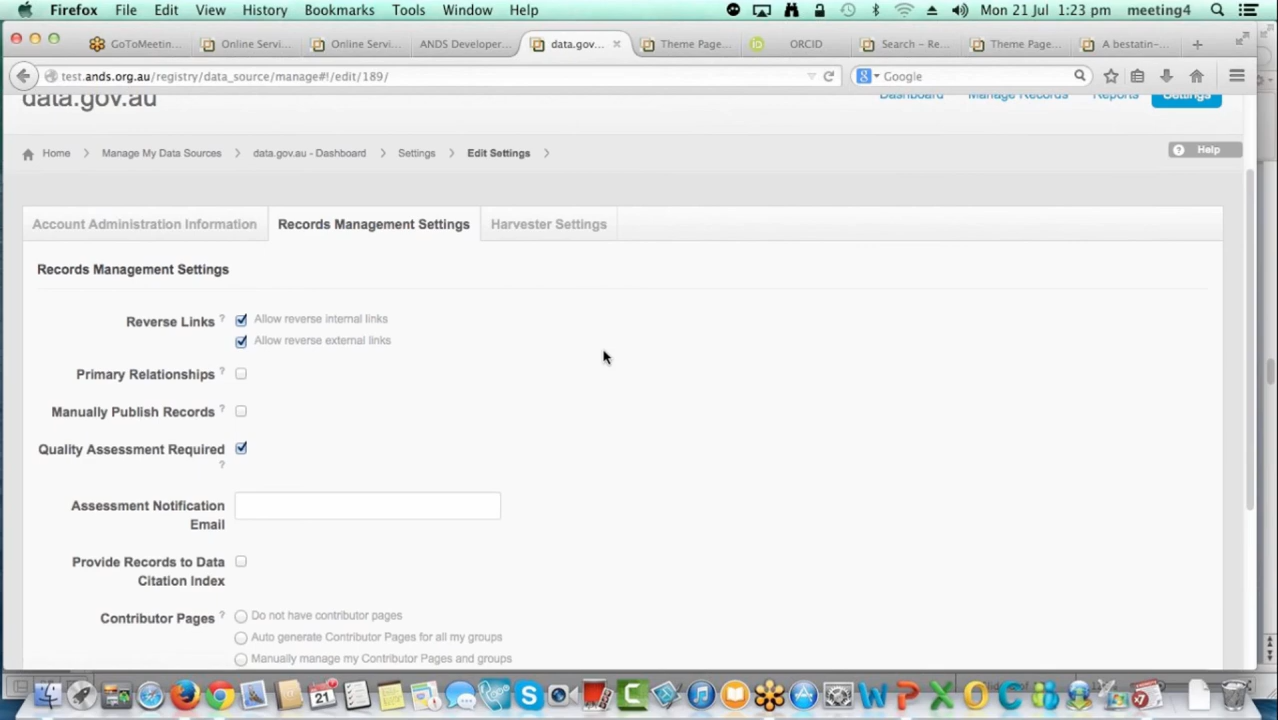 Firefox File Edit View History Bookmarks Tools Window Help Mon 21 Jul 1:23 pm meeting4
GoToMeetin... Online Servi... Online Servi... ANDS Developer... data.gov... Theme Page... ORCID Search – Re... Theme Page... A bestatin-...
test.ands.org.au/registry/data_source/manage#!/edit/189/ Google
data.gov.au Dashboard Manage Records Reports Settings
Home Manage My Data Sources data.gov.au - Dashboard Settings Edit Settings Help
Account Administration Information Records Management Settings Harvester Settings
Records Management Settings
Reverse Links ? Allow reverse internal links
Allow reverse external links
Primary Relationships ?
Manually Publish Records ?
Quality Assessment Required
?
Assessment Notification
Email
Provide Records to Data
Citation Index
Contributor Pages ? Do not have contributor pages
Auto generate Contributor Pages for all my groups
Manually manage my Contributor Pages and groups